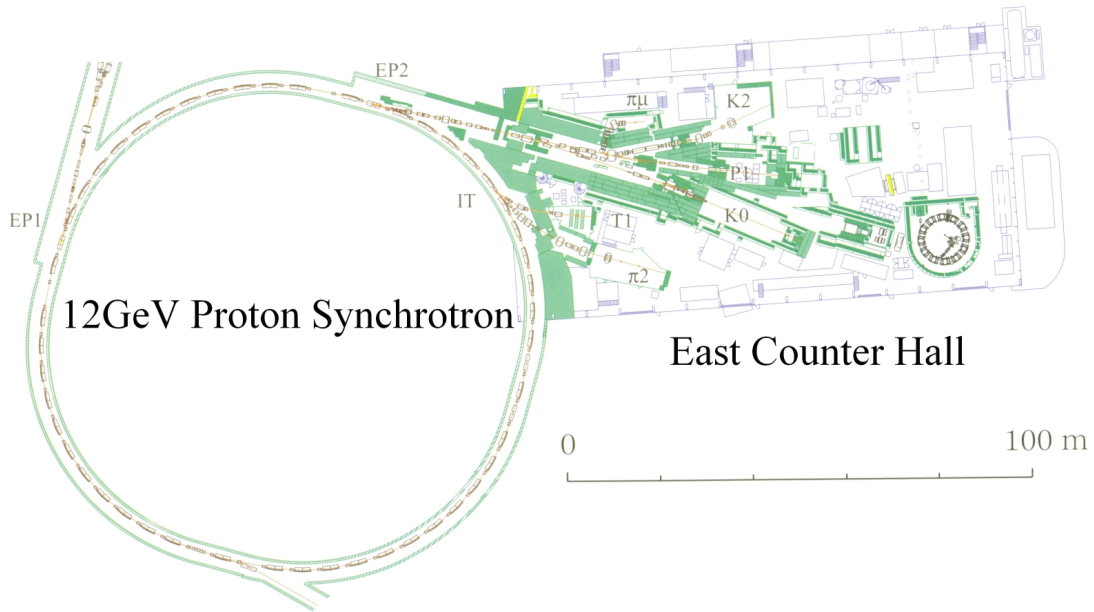 EP2
πμ
K2
P1
IT
K0
EP1
T1
π2
12GeV Proton Synchrotron
East Counter Hall
0
100 m